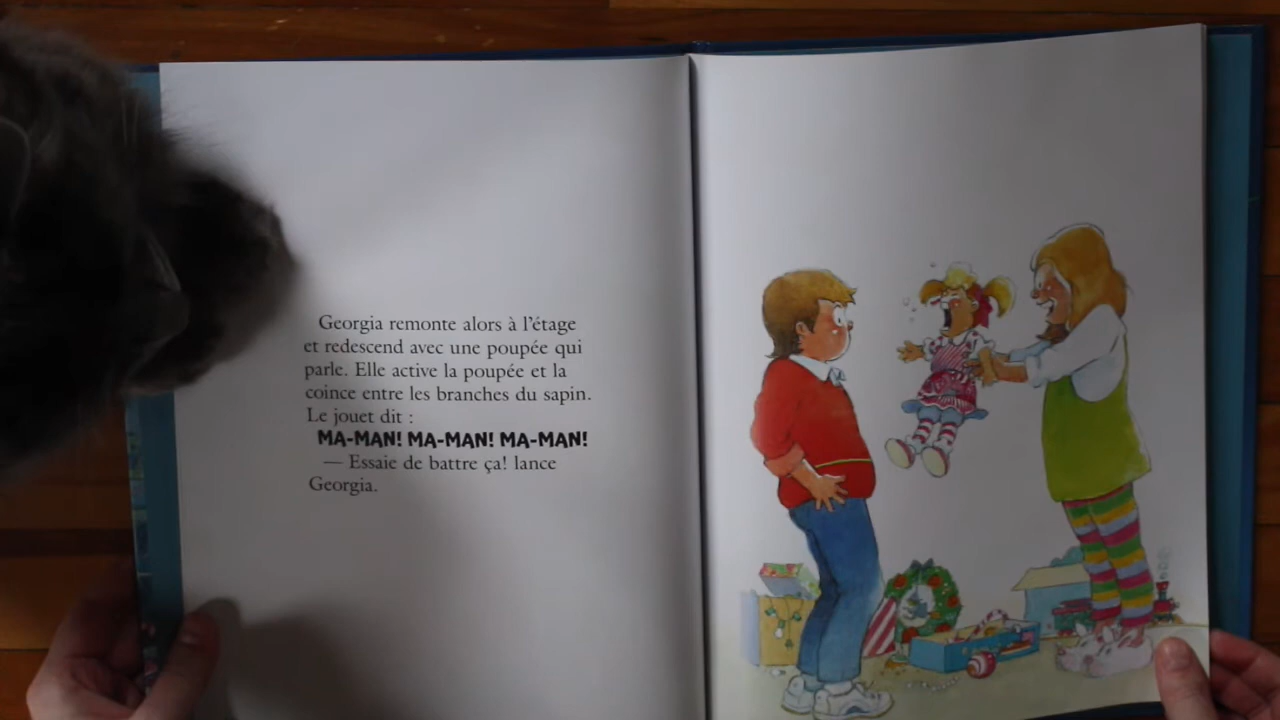 Georgia remonte alors à l'étage
et redescend avec une poupée qui
parle. Elle active la poupée et la
coince entre les branches du sapin.
Le jouet dit :
MA-MAN! MA-MAN! MA-MAN!
— Essaie de battre ça! lance
Georgia.